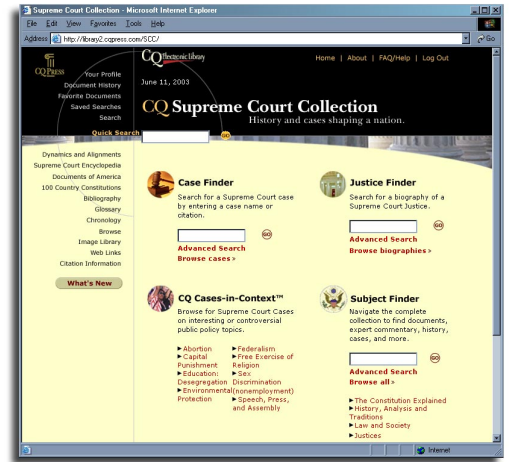 Supreme Court Collection - Microsoft Internet Explorer
File Edit View Favorites Tools Help
Address http://library2.cqpress.com/SCC/ Go
CQ PRESS
CQ Electronic Library
Home | About | FAQ/Help | Log Out
June 11, 2003
CQ Supreme Court Collection
History and cases shaping a nation.
Your Profile
Document History
Favorite Documents
Saved Searches
Search
Quick Search GO
Dynamics and Alignments
Supreme Court Encyclopedia
Documents of America
100 Country Constitutions
Bibliography
Glossary
Chronology
Browse
Image Library
Web Links
Citation Information
What's New
Case Finder
Search for a Supreme Court case
by entering a case name or
citation.
GO
Advanced Search
Browse cases »
Justice Finder
Search for a biography of a
Supreme Court Justice.
GO
Advanced Search
Browse biographies »
CQ Cases-in-Context™
Browse for Supreme Court Cases
on interesting or controversial
public policy topics.
►Abortion
►Capital
Punishment
►Education:
Desegregation
►Environmental
Protection
►Federalism
►Free Exercise of
Religion
►Sex
Discrimination
(nonemployment)
►Speech, Press,
and Assembly
Subject Finder
Navigate the complete
collection to find documents,
expert commentary, history,
cases, and more.
GO
Advanced Search
Browse all »
►The Constitution Explained
►History, Analysis and
Traditions
►Law and Society
►Justices
Internet